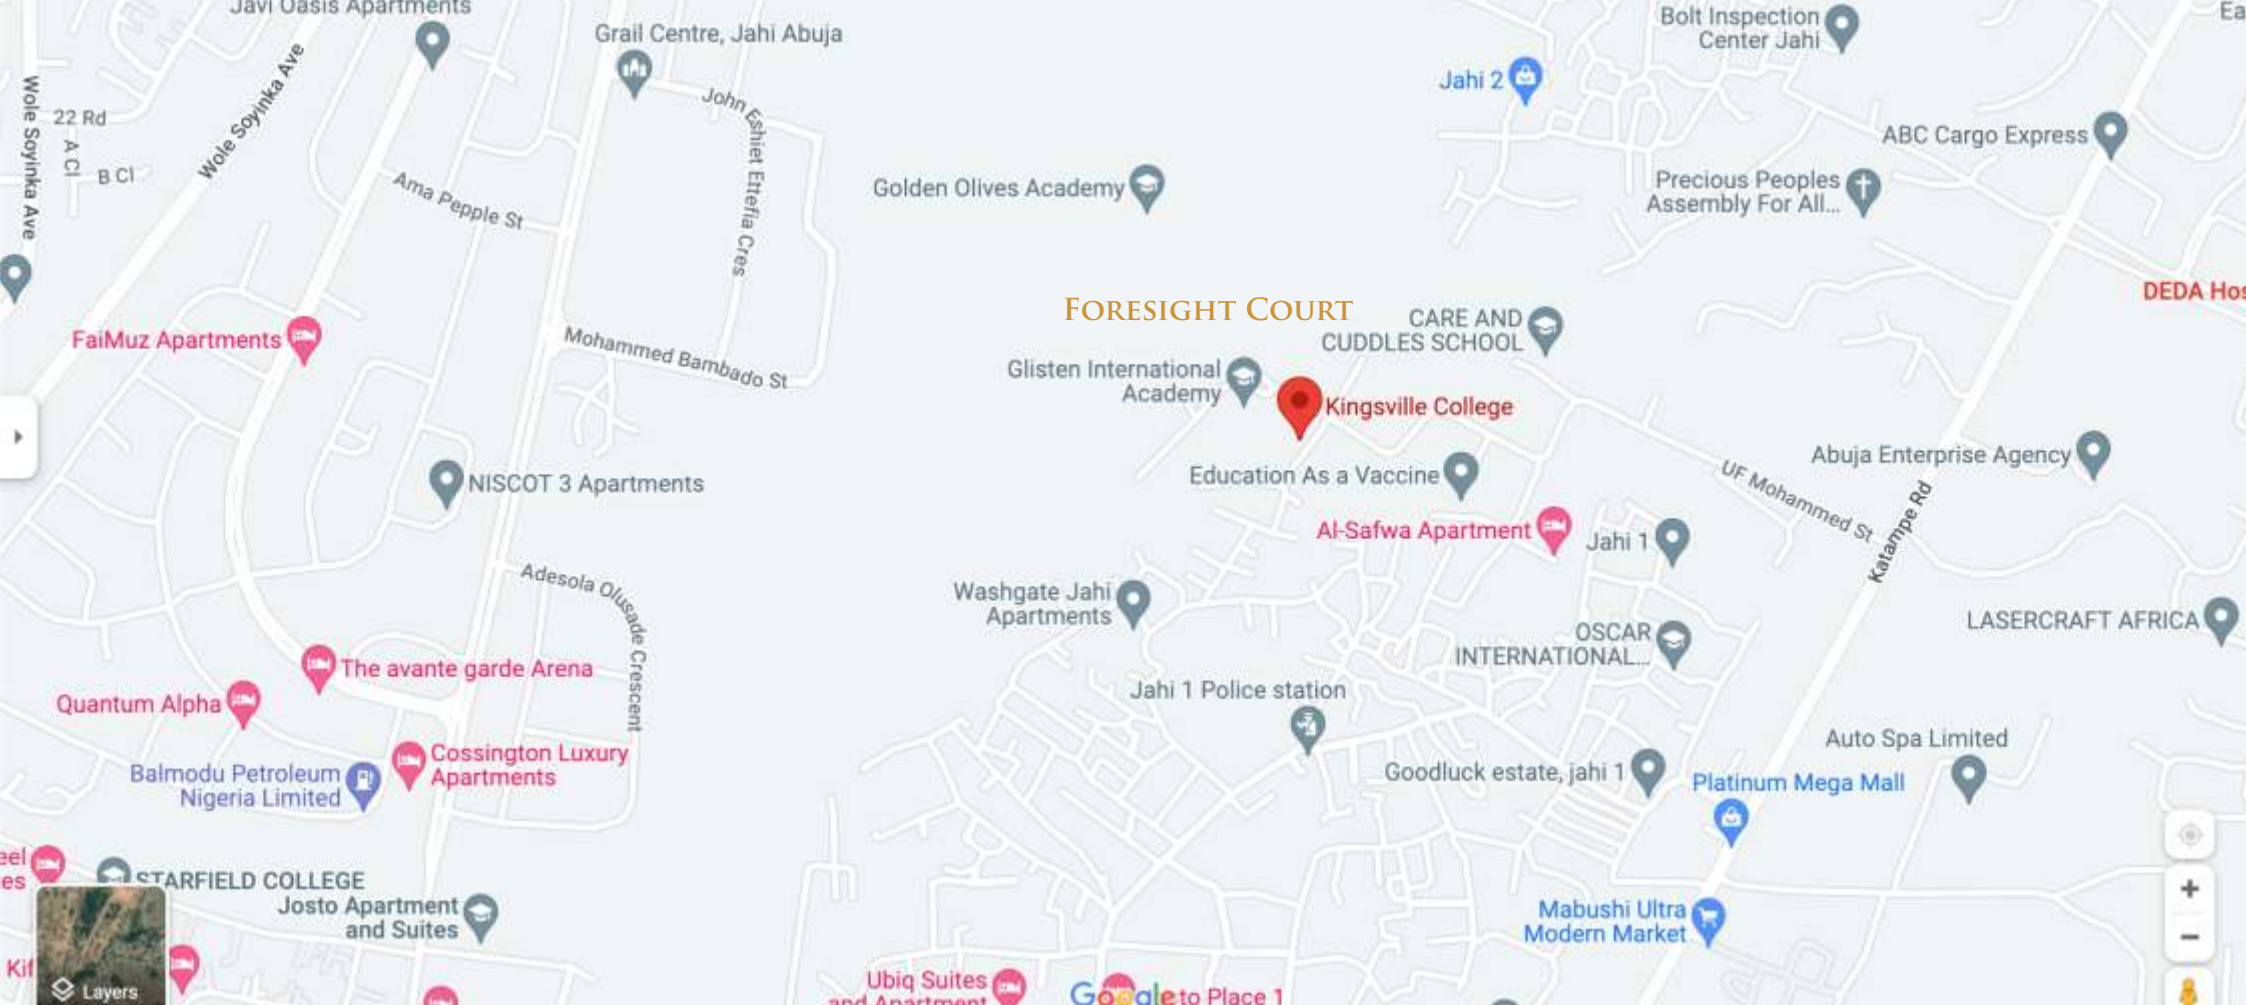 Javi Oasis Apartments
Grail Centre, Jahi Abuja
Bolt Inspection
Center Jahi
Ea
Jahi 2
Wole Soyinka Ave
Wole Soyinka Ave
22 Rd
A Cl
B Cl
John Eshiet Ettefia Cres
ABC Cargo Express
Ama Pepple St
Golden Olives Academy
Precious Peoples
Assembly For All...
DEDA Hos
FORESIGHT COURT
FaiMuz Apartments
Mohammed Bambado St
CARE AND
CUDDLES SCHOOL
Glisten International
Academy
Kingsville College
NISCOT 3 Apartments
Education As a Vaccine
UF Mohammed St
Abuja Enterprise Agency
Katampe Rd
Al-Safwa Apartment
Jahi 1
Adesola Olusade Crescent
Washgate Jahi
Apartments
LASERCRAFT AFRICA
OSCAR
INTERNATIONAL...
The avante garde Arena
Quantum Alpha
Jahi 1 Police station
Cossington Luxury
Apartments
Balmodu Petroleum
Nigeria Limited
Goodluck estate, jahi 1
Auto Spa Limited
Platinum Mega Mall
eel
es
STARFIELD COLLEGE
Josto Apartment
and Suites
Mabushi Ultra
Modern Market
Kif
Layers
Ubiq Suites
and Apartment
Google
to Place 1